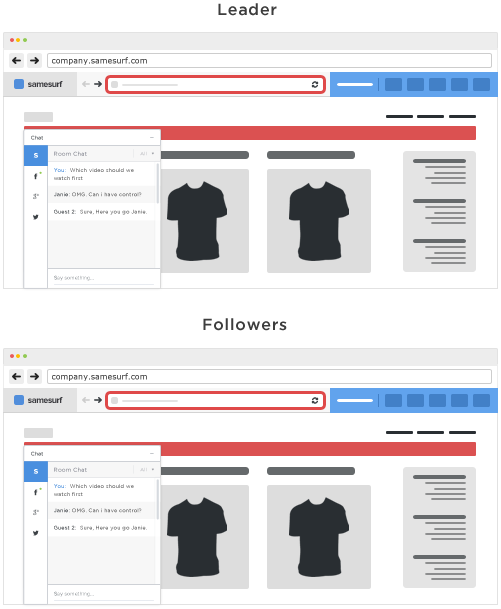 Leader
company.samesurf.com
samesurf
Chat
S
Room Chat All
f
You: Which video should we
watch first
g+
Janie: OMG. Can i have control?
Guest 2: Sure, Here you go Janie.
Say something...
Followers
company.samesurf.com
samesurf
Chat
S
Room Chat All
f
You: Which video should we
watch first
g+
Janie: OMG. Can i have control?
Guest 2: Sure, Here you go Janie.
Say something...